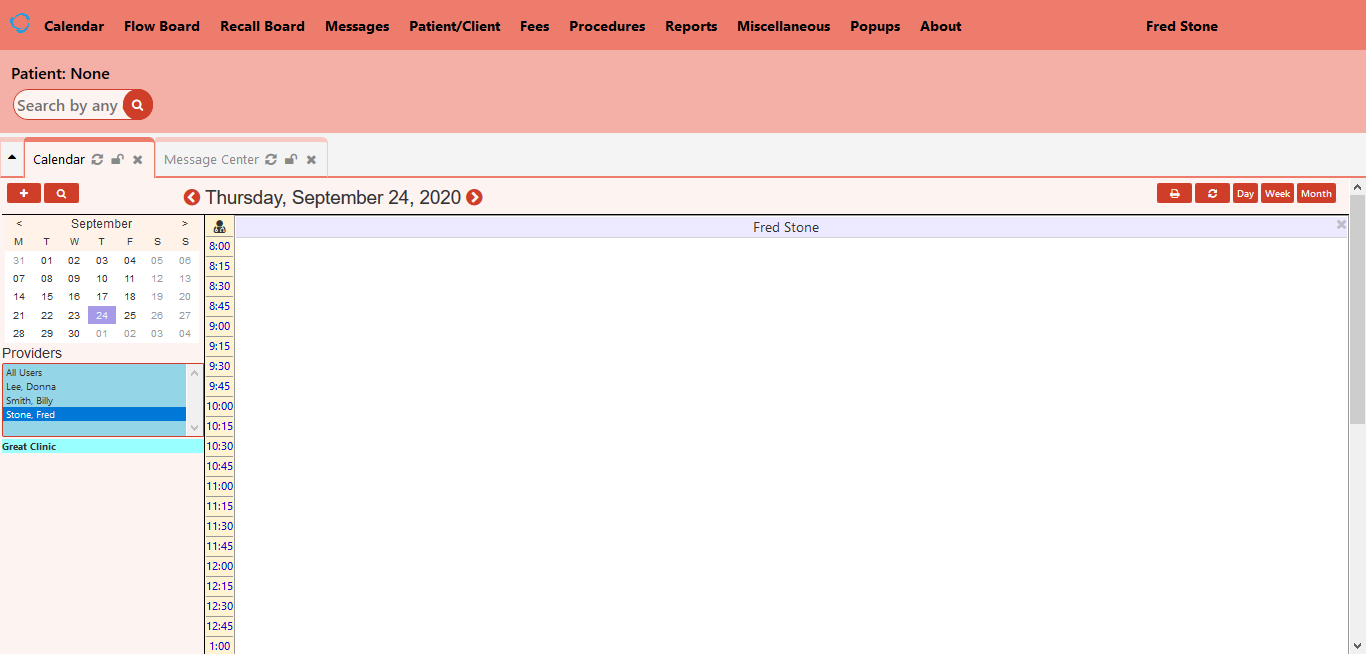 Calendar Flow Board Recall Board Messages Patient/Client Fees Procedures Reports Miscellaneous Popups About Fred Stone
Patient: None
Search by any
Calendar Message Center
Thursday, September 24, 2020 Day Week Month
< September >
M T W T F S S
31 01 02 03 04 05 06
07 08 09 10 11 12 13
14 15 16 17 18 19 20
21 22 23 24 25 26 27
28 29 30 01 02 03 04
Providers
All Users
Lee, Donna
Smith, Billy
Stone, Fred
Great Clinic
Fred Stone
8:00
8:15
8:30
8:45
9:00
9:15
9:30
9:45
10:00
10:15
10:30
10:45
11:00
11:15
11:30
11:45
12:00
12:15
12:30
12:45
1:00